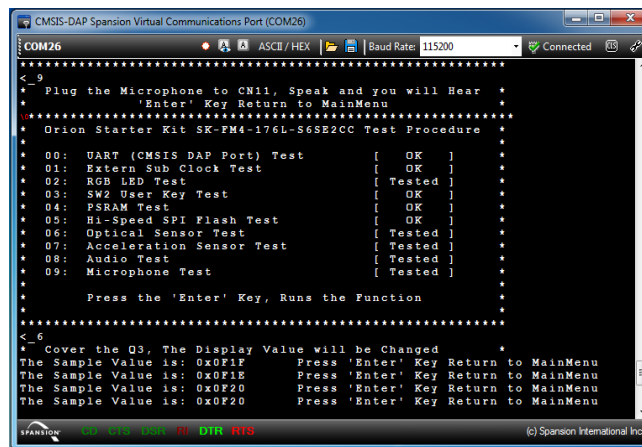 CMSIS-DAP Spansion Virtual Communications Port (COM26)
COM26 ASCII / HEX Baud Rate: 115200 Connected CLS
************************************************************
<_9
* Plug the Microphone to CN11, Speak and you will Hear *
* 'Enter' Key Return to MainMenu *
\0************************************************************
* Orion Starter Kit SK-FM4-176L-S6SE2CC Test Procedure *
* *
* 00: UART (CMSIS DAP Port) Test [ OK ] *
* 01: Extern Sub Clock Test [ OK ] *
* 02: RGB LED Test [ Tested ] *
* 03: SW2 User Key Test [ OK ] *
* 04: PSRAM Test [ OK ] *
* 05: Hi-Speed SPI Flash Test [ OK ] *
* 06: Optical Sensor Test [ Tested ] *
* 07: Acceleration Sensor Test [ Tested ] *
* 08: Audio Test [ Tested ] *
* 09: Microphone Test [ Tested ] *
* *
* Press the 'Enter' Key, Runs the Function *
* *
************************************************************
<_6
* Cover the Q3, The Display Value will be Changed *
The Sample Value is: 0x0F1F Press 'Enter' Key Return to MainMenu
The Sample Value is: 0x0F1E Press 'Enter' Key Return to MainMenu
The Sample Value is: 0x0F20 Press 'Enter' Key Return to MainMenu
The Sample Value is: 0x0F20 Press 'Enter' Key Return to MainMenu
SPANSION CD CTS DSR RI DTR RTS (c) Spansion International Inc